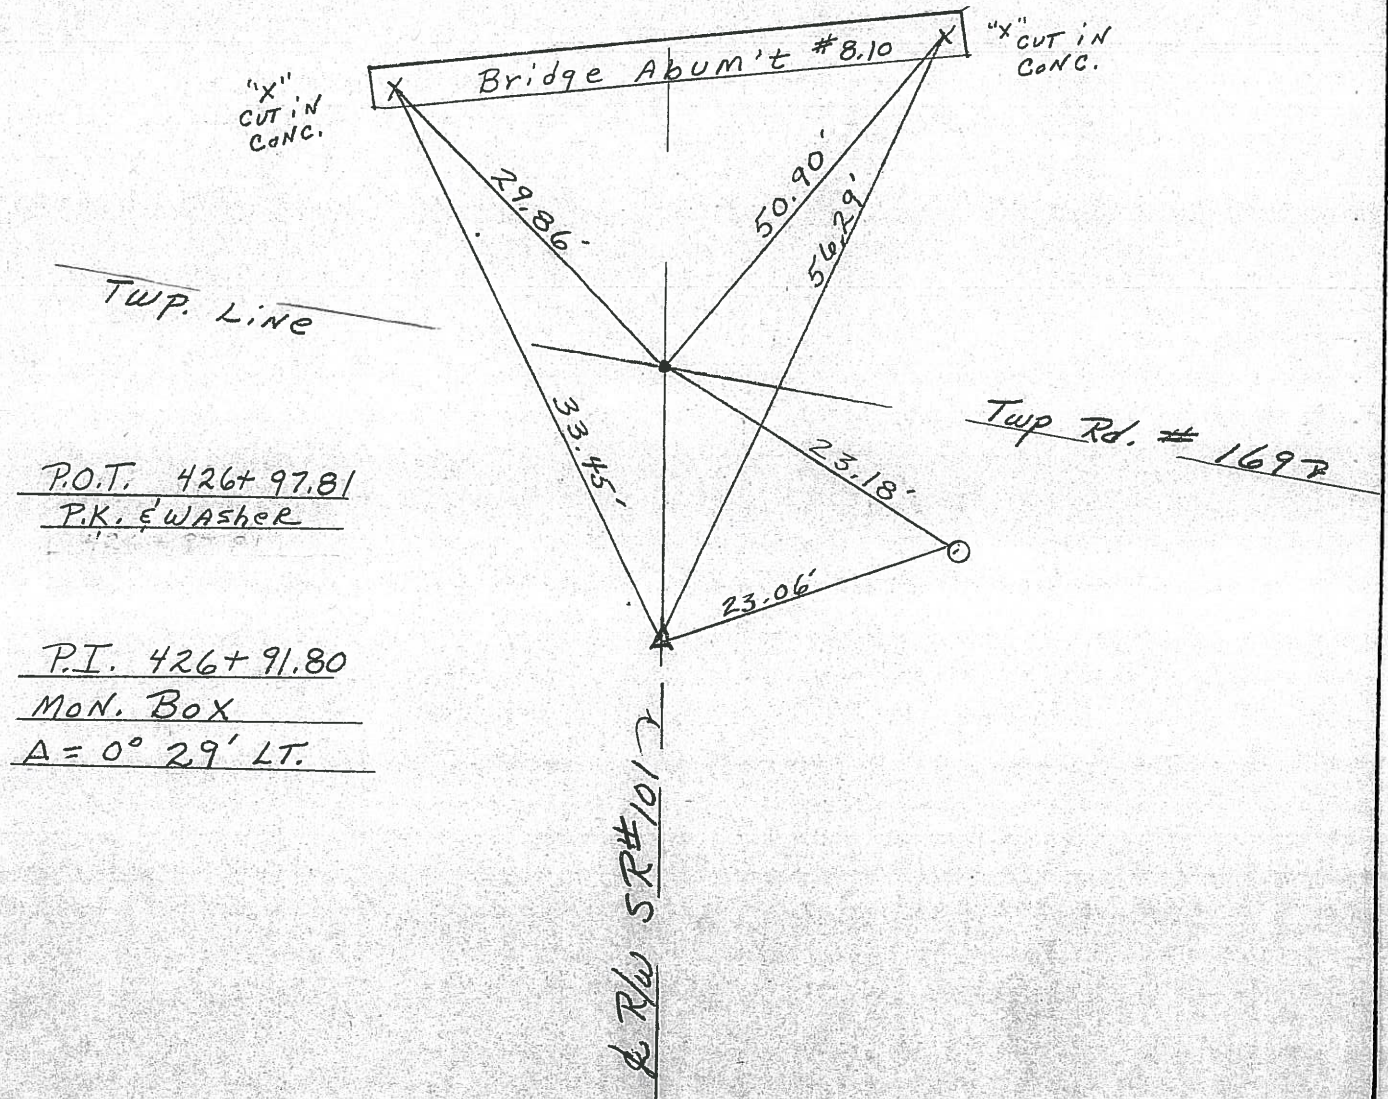 "X"
CUT IN
CONC.
Bridge Abum't #8.10
"X"
CUT IN
CONC.
29.86'
50.90'
56.29'
TWP. LINE
33.45'
Twp Rd. # 169
23.18'
P.O.T. 426+97.81
P.K. & WASHER
23.06'
P.I. 426+91.80
MON. BOX
Δ = 0° 29' LT.
℄ R/W SR#101